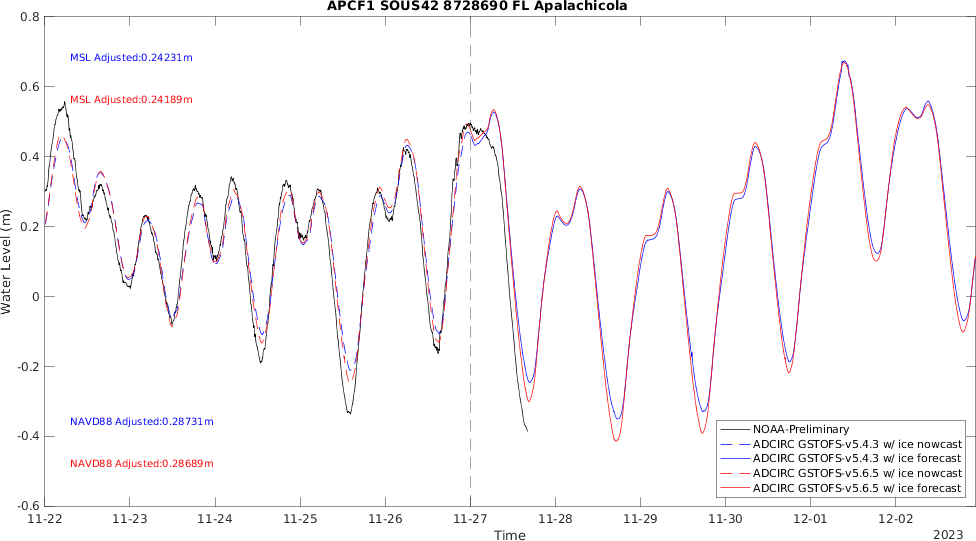 APCF1 SOUS42 8728690 FL Apalachicola
0.8
0.6
0.4
0.2
0
-0.2
-0.4
-0.6
Water Level (m)
MSL Adjusted:0.24231m
MSL Adjusted:0.24189m
NAVD88 Adjusted:0.28731m
NAVD88 Adjusted:0.28689m
NOAA-Preliminary
ADCIRC GSTOFS-v5.4.3 w/ ice nowcast
ADCIRC GSTOFS-v5.4.3 w/ ice forecast
ADCIRC GSTOFS-v5.6.5 w/ ice nowcast
ADCIRC GSTOFS-v5.6.5 w/ ice forecast
11-22 11-23 11-24 11-25 11-26 11-27 11-28 11-29 11-30 12-01 12-02
Time
2023